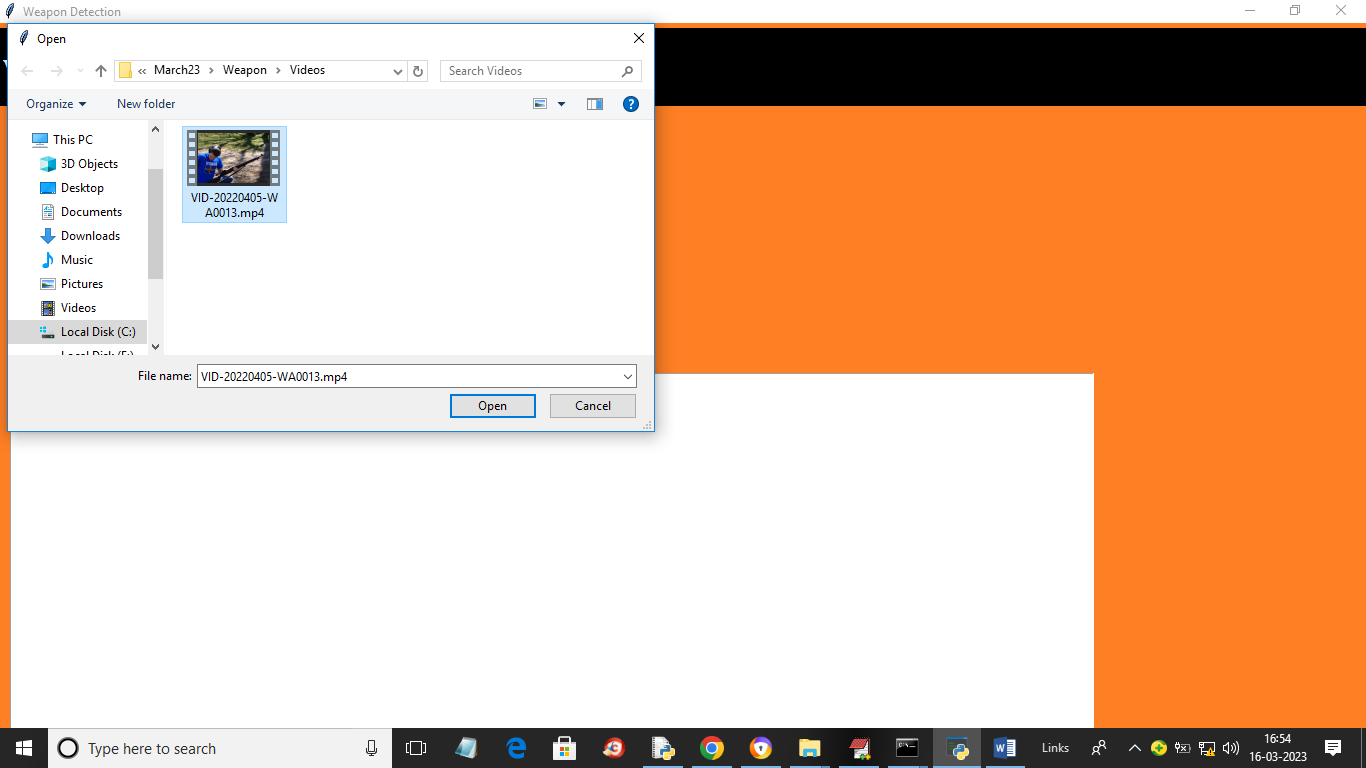 Weapon Detection
Open
« March23 > Weapon > Videos
Search Videos
Organize
New folder
?
This PC
3D Objects
Desktop
Documents
Downloads
Music
Pictures
Videos
Local Disk (C:)
VID-20220405-W
A0013.mp4
File name:
VID-20220405-WA0013.mp4
Open
Cancel
Type here to search
Links
16:54
16-03-2023